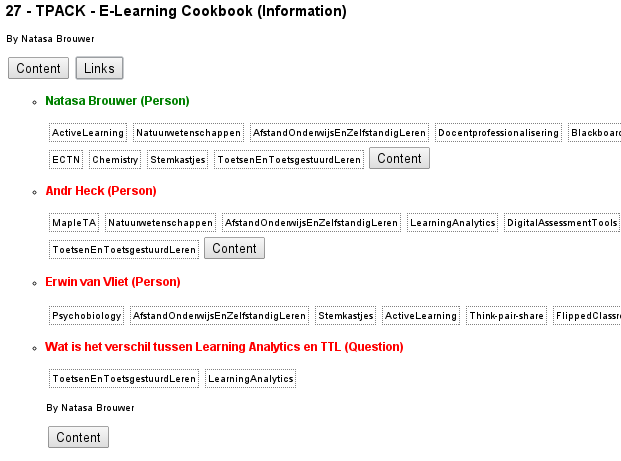 27 - TPACK - E-Learning Cookbook (Information)
By Natasa Brouwer
Content Links
Natasa Brouwer (Person)
ActiveLearning Natuurwetenschappen AfstandOnderwijsEnZelfstandigLeren Docentprofessionalisering Blackboard
ECTN Chemistry Stemkastjes ToetsenEnToetsgestuurdLeren Content
Andr Heck (Person)
MapleTA Natuurwetenschappen AfstandOnderwijsEnZelfstandigLeren LearningAnalytics DigitalAssessmentTools
ToetsenEnToetsgestuurdLeren Content
Erwin van Vliet (Person)
Psychobiology AfstandOnderwijsEnZelfstandigLeren Stemkastjes ActiveLearning Think-pair-share FlippedClassr
Wat is het verschil tussen Learning Analytics en TTL (Question)
ToetsenEnToetsgestuurdLeren LearningAnalytics
By Natasa Brouwer
Content